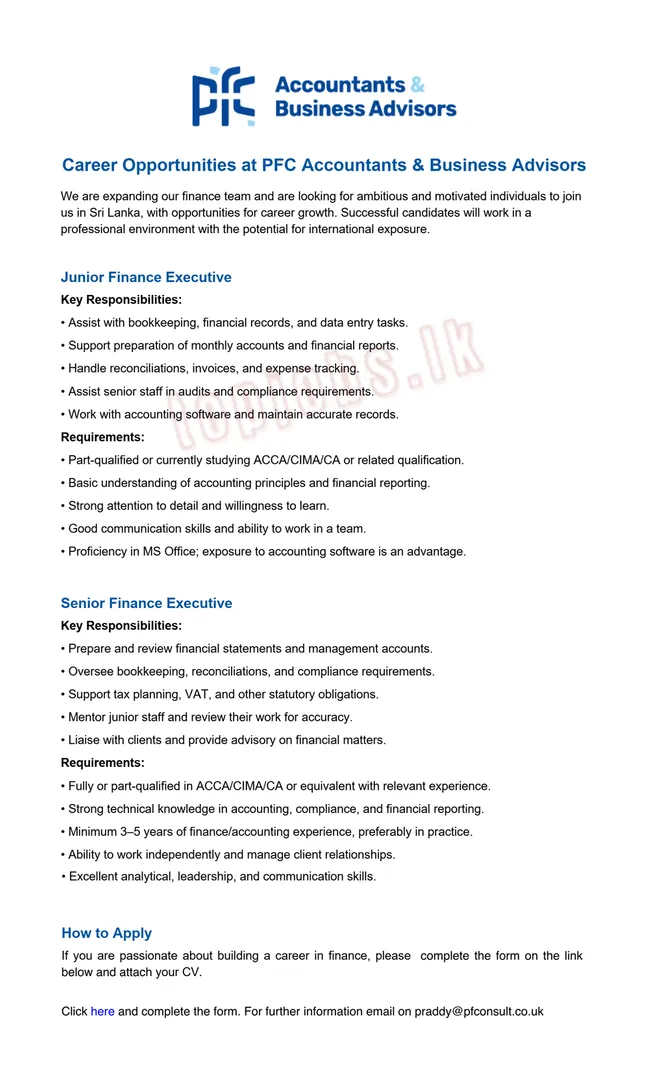 pfc Accountants &
Business Advisors
Career Opportunities at PFC Accountants & Business Advisors
We are expanding our finance team and are looking for ambitious and motivated individuals to join
us in Sri Lanka, with opportunities for career growth. Successful candidates will work in a
professional environment with the potential for international exposure.
Junior Finance Executive
Key Responsibilities:
• Assist with bookkeeping, financial records, and data entry tasks.
• Support preparation of monthly accounts and financial reports.
• Handle reconciliations, invoices, and expense tracking.
• Assist senior staff in audits and compliance requirements.
• Work with accounting software and maintain accurate records.
topjobs.lk
Requirements:
• Part-qualified or currently studying ACCA/CIMA/CA or related qualification.
• Basic understanding of accounting principles and financial reporting.
• Strong attention to detail and willingness to learn.
• Good communication skills and ability to work in a team.
• Proficiency in MS Office; exposure to accounting software is an advantage.
Senior Finance Executive
Key Responsibilities:
• Prepare and review financial statements and management accounts.
• Oversee bookkeeping, reconciliations, and compliance requirements.
• Support tax planning, VAT, and other statutory obligations.
• Mentor junior staff and review their work for accuracy.
• Liaise with clients and provide advisory on financial matters.
Requirements:
• Fully or part-qualified in ACCA/CIMA/CA or equivalent with relevant experience.
• Strong technical knowledge in accounting, compliance, and financial reporting.
• Minimum 3–5 years of finance/accounting experience, preferably in practice.
• Ability to work independently and manage client relationships.
• Excellent analytical, leadership, and communication skills.
How to Apply
If you are passionate about building a career in finance, please complete the form on the link
below and attach your CV.
Click here and complete the form. For further information email on praddy@pfconsult.co.uk